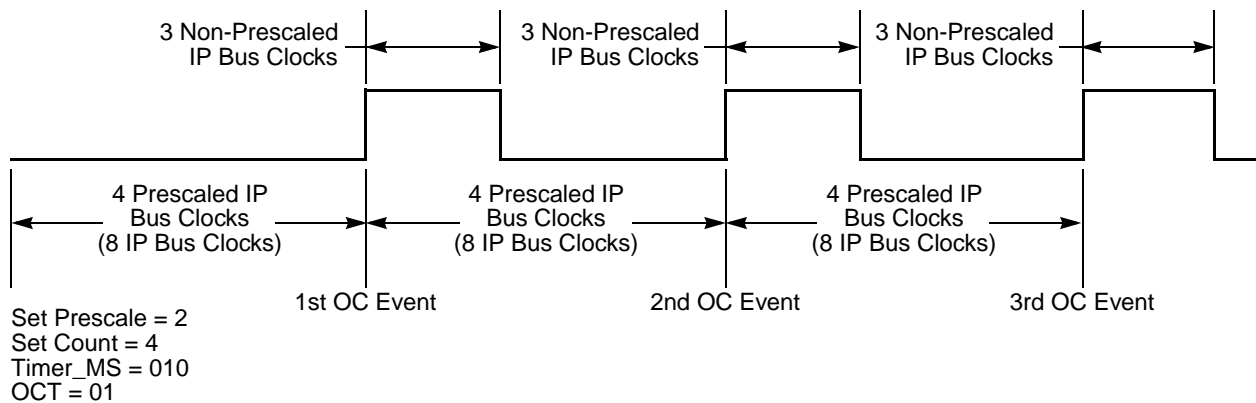 3 Non-Prescaled
IP Bus Clocks
3 Non-Prescaled
IP Bus Clocks
3 Non-Prescaled
IP Bus Clocks
4 Prescaled IP
Bus Clocks
(8 IP Bus Clocks)
4 Prescaled IP
Bus Clocks
(8 IP Bus Clocks)
4 Prescaled IP
Bus Clocks
(8 IP Bus Clocks)
1st OC Event
2nd OC Event
3rd OC Event
Set Prescale = 2
Set Count = 4
Timer_MS = 010
OCT = 01